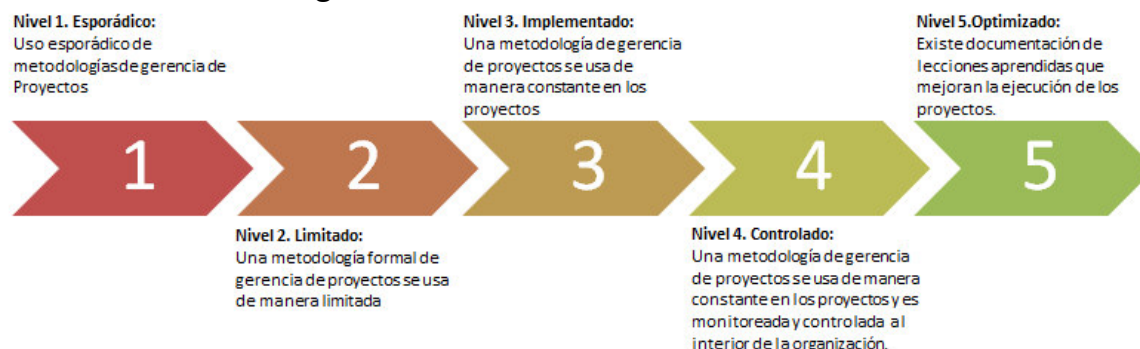 Nivel 1. Esporádico:
Uso esporádico de
metodologías de gerencia de
Proyectos
Nivel 3. Implementado:
Una metodología de gerencia
de proyectos se usa de
manera constante en los
proyectos
Nivel 5.Optimizado:
Existe documentación de
lecciones aprendidas que
mejoran la ejecución de los
proyectos.
1
2
3
4
5
Nivel 2. Limitado:
Una metodología formal de
gerencia de proyectos se usa
de manera limitada
Nivel 4. Controlado:
Una metodología de gerencia
de proyectos se usa de manera
constante en los proyectos y es
monitoreada y controlada al
interior de la organización.